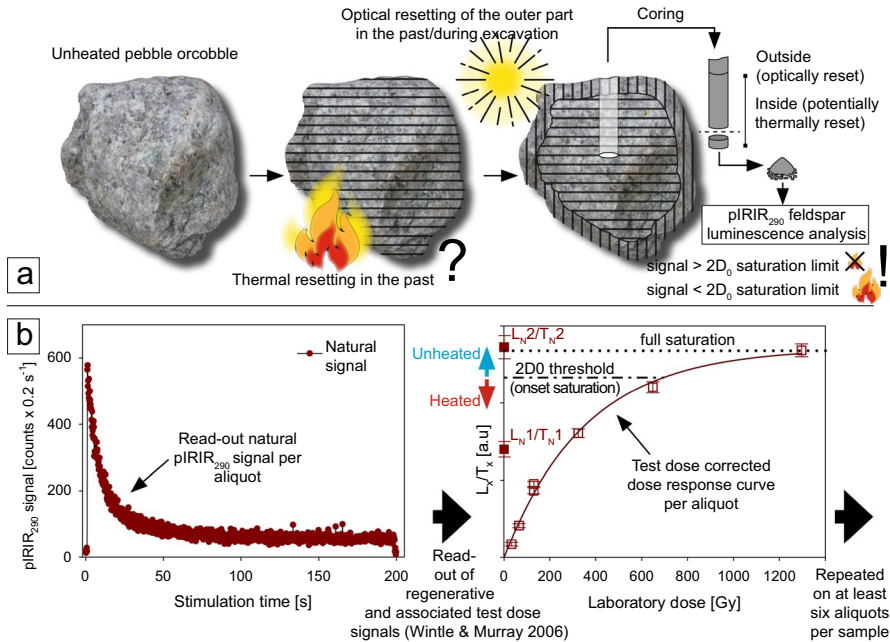 Unheated pebble orcobble
Optical resetting of the outer part
in the past/during excavation
Coring
Outside
(optically reset)
Inside (potentially
thermally reset)
pIRIR290 feldspar
luminescence analysis
Thermal resetting in the past
?
signal > 2D0 saturation limit
signal < 2D0 saturation limit
!
a
b
pIRIR290 signal [counts x 0.2 s-1]
600
400
200
100
0
Natural
signal
Read-out natural
pIRIR290 signal per
aliquot
0
50
100
150
200
Stimulation time [s]
Read-
out of
regenerative
and associated test dose
signals (Wintle & Murray 2006)
Unheated
Heated
LN2/TN2
full saturation
2D0 threshold
(onset saturation)
LN1/TN1
Lx/Tx [a.u]
Test dose corrected
dose response curve
per aliquot
0
200
400
600
800
1000
1200
Laboratory dose [Gy]
Repeated
on at least
six aliquots
per sample